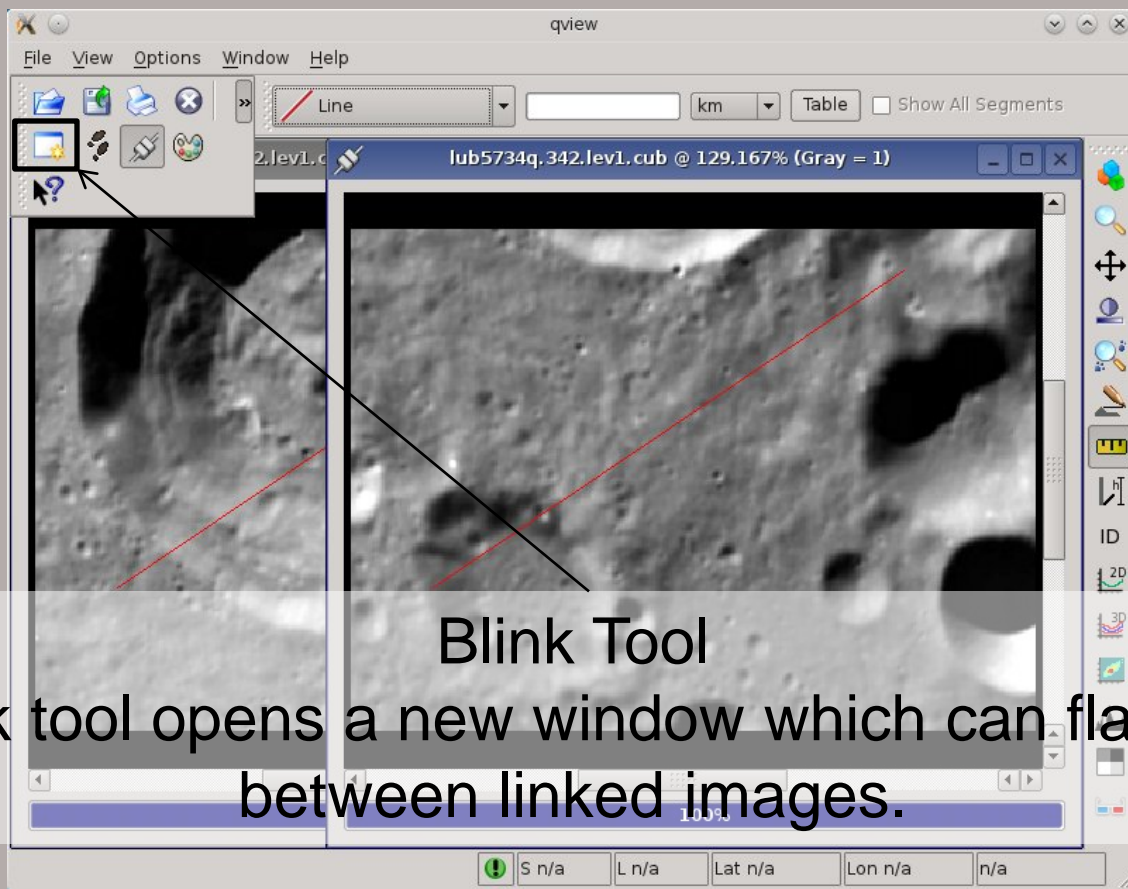 qview
File View Options Window Help
Line
km
Table
Show All Segments
2.lev1.c
lub5734q.342.lev1.cub @ 129.167% (Gray = 1)
ID
2D
3D
Blink Tool
k tool opens a new window which can fla
between linked images.
100%
S n/a
L n/a
Lat n/a
Lon n/a
n/a